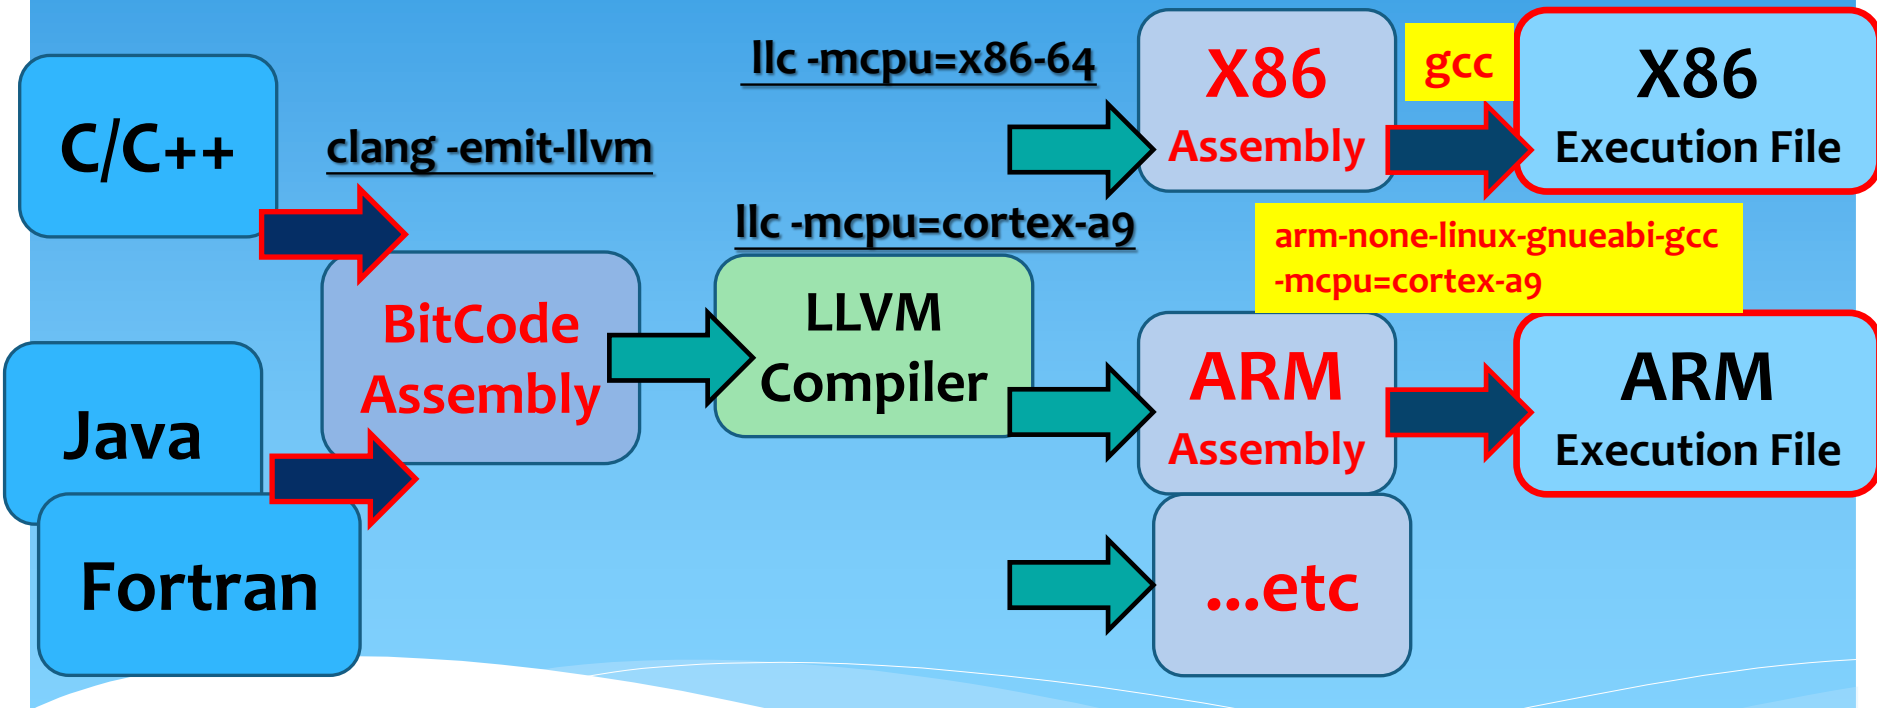 C/C++
clang -emit-llvm
Java
Fortran
BitCode
Assembly
LLVM
Compiler
llc -mcpu=x86-64
X86
Assembly
gcc
X86
Execution File
llc -mcpu=cortex-a9
arm-none-linux-gnueabi-gcc
-mcpu=cortex-a9
ARM
Assembly
ARM
Execution File
...etc